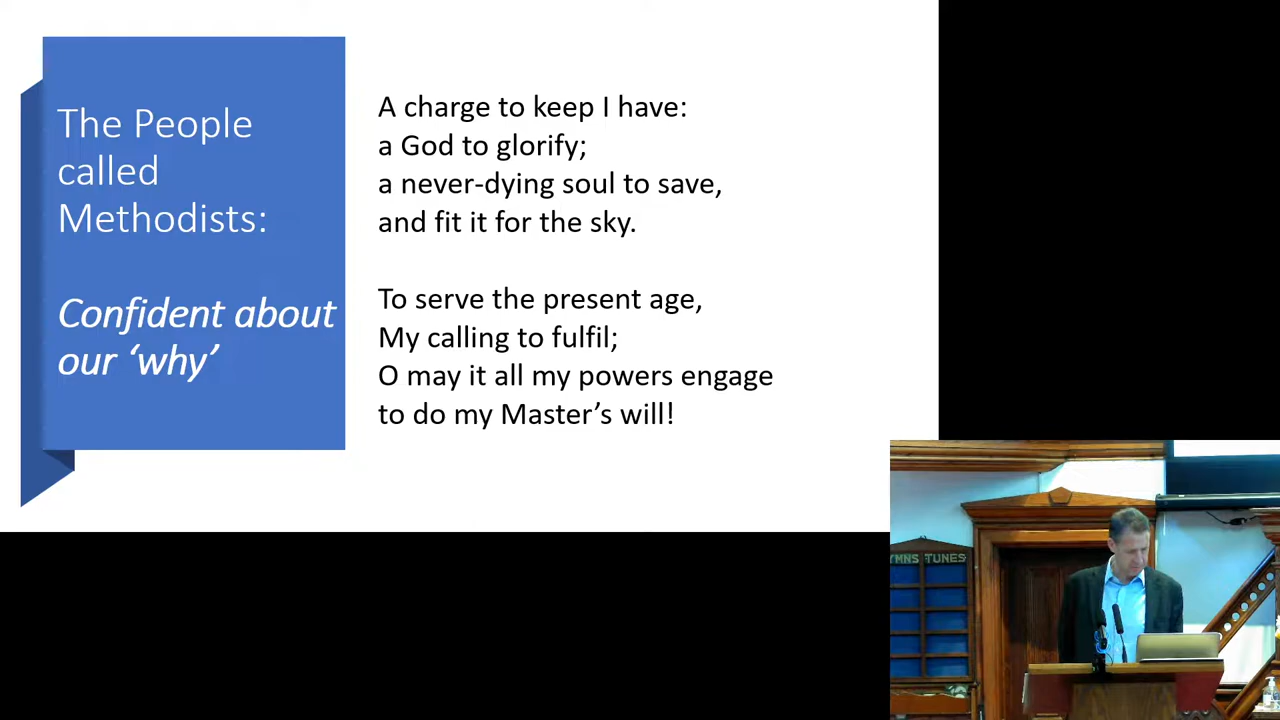 The People
called
Methodists:
Confident about
our ‘why’
A charge to keep I have:
a God to glorify;
a never-dying soul to save,
and fit it for the sky.
To serve the present age,
My calling to fulfil;
O may it all my powers engage
to do my Master’s will!
YMNS TUNES